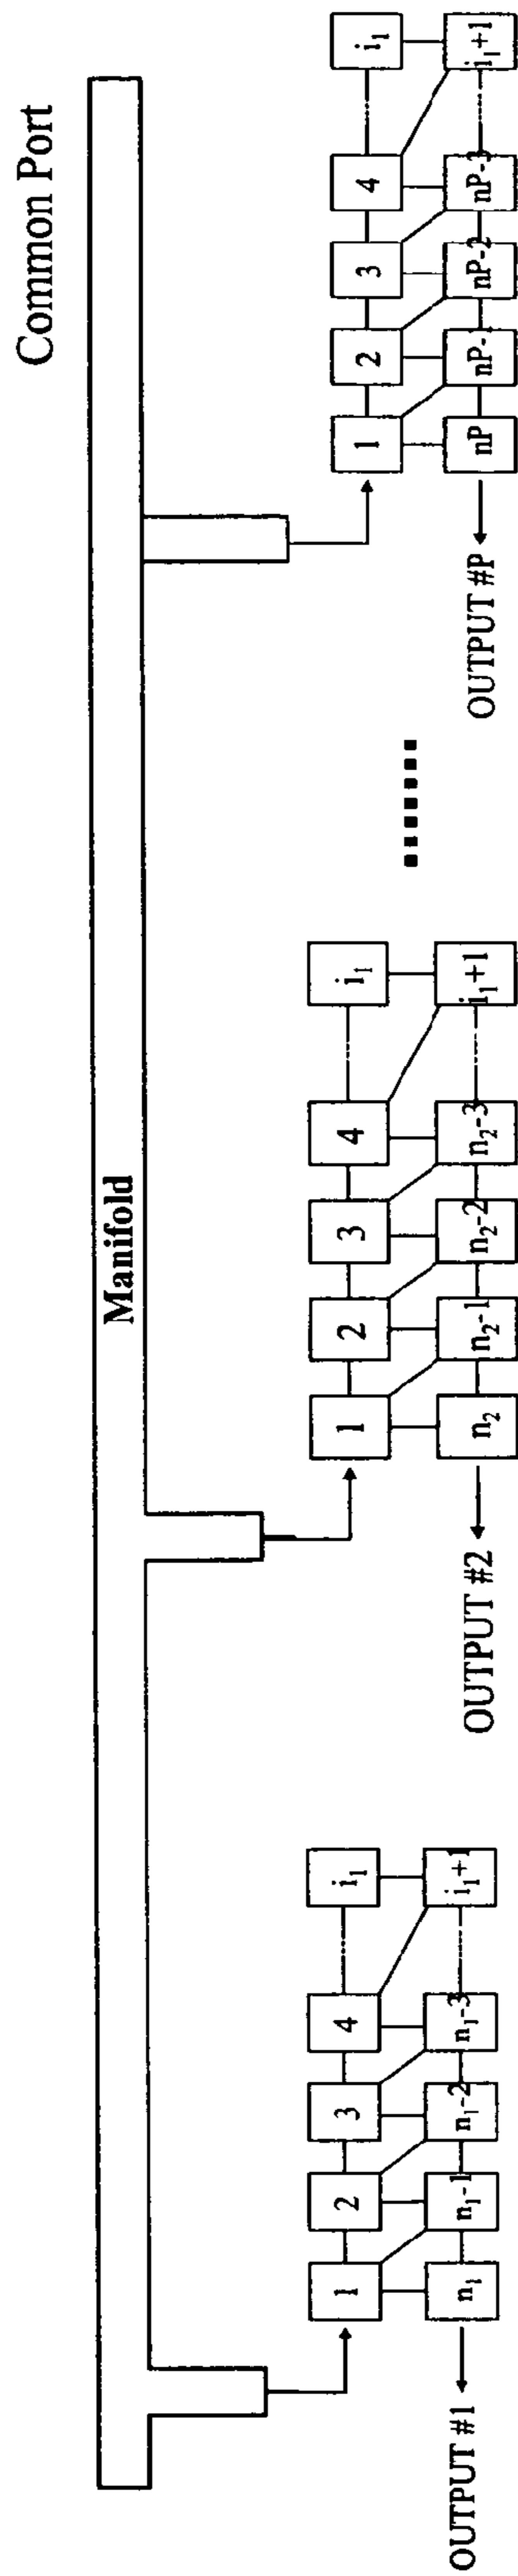 Common Port
Manifold
1 2 3 4 i₁
n₁ n₁-1 n₁-2 n₁-3 i₁+1
OUTPUT #1
1 2 3 4 i₁
n₂ n₂-1 n₂-2 n₂-3 i₁+1
OUTPUT #2
1 2 3 4 i₁
nP nP-1 nP-2 nP-3 i₁+1
OUTPUT #P